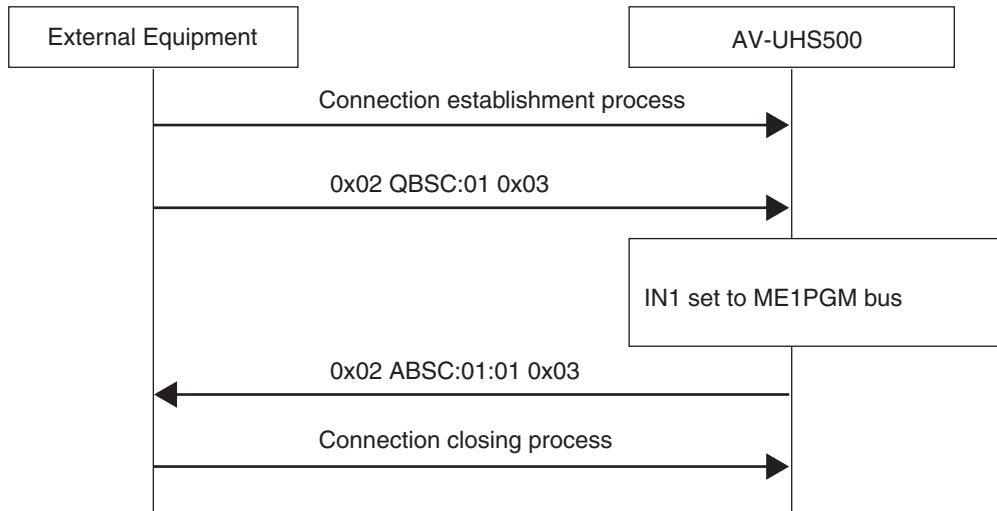 External Equipment
AV-UHS500
Connection establishment process
0x02 QBSC:01 0x03
IN1 set to ME1PGM bus
0x02 ABSC:01:01 0x03
Connection closing process